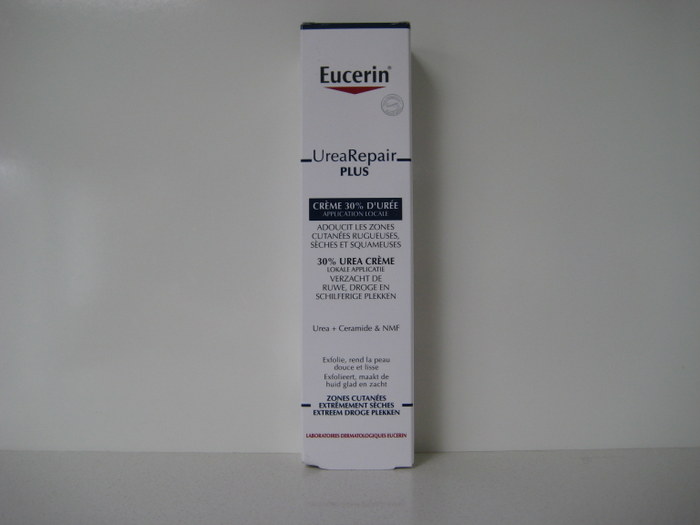 Eucerin®
UreaRepair
PLUS
CRÈME 30% D'URÉE
APPLICATION LOCALE
ADOUCIT LES ZONES
CUTANÉES RUGUEUSES,
SÈCHES ET SQUAMEUSES
30% UREA CRÈME
LOKALE APPLICATIE
VERZACHT DE
RUWE, DROGE EN
SCHILFERIGE PLEKKEN
Urea + Ceramide & NMF
Exfolie, rend la peau
douce et lisse
Exfolieert, maakt de
huid glad en zacht
ZONES CUTANÉES
EXTRÊMEMENT SÈCHES
EXTREEM DROGE PLEKKEN
LABORATOIRES DERMATOLOGIQUES EUCERIN